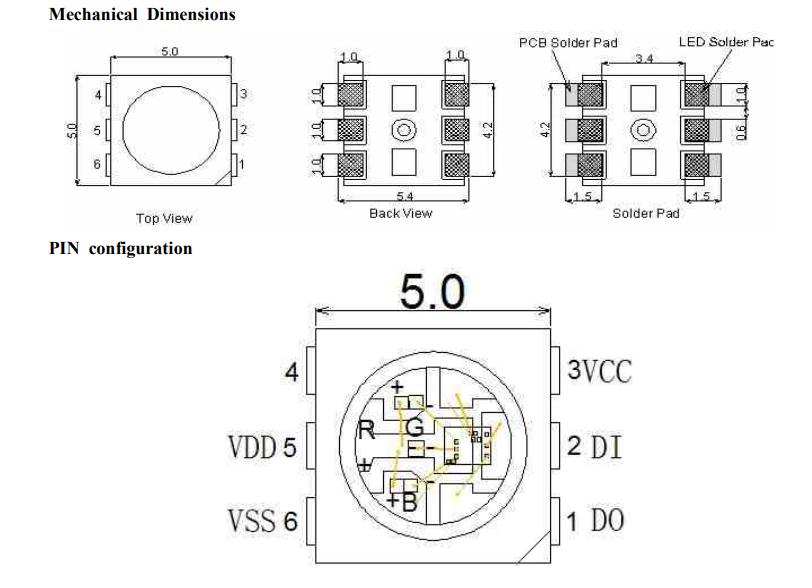 Mechanical Dimensions
PCB Solder Pad LED Solder Pad
5.0 1.0 1.0 3.4
4 3
5.0 5 2 1.0 1.0 1.0 4.2 4.2 1.0 0.6
6 1
5.4 1.5 1.5
Top View Back View Solder Pad
PIN configuration
5.0
4 3VCC
+ -
R G
VDD 5 - 2 DI
+
-
+B
VSS 6 1 DO